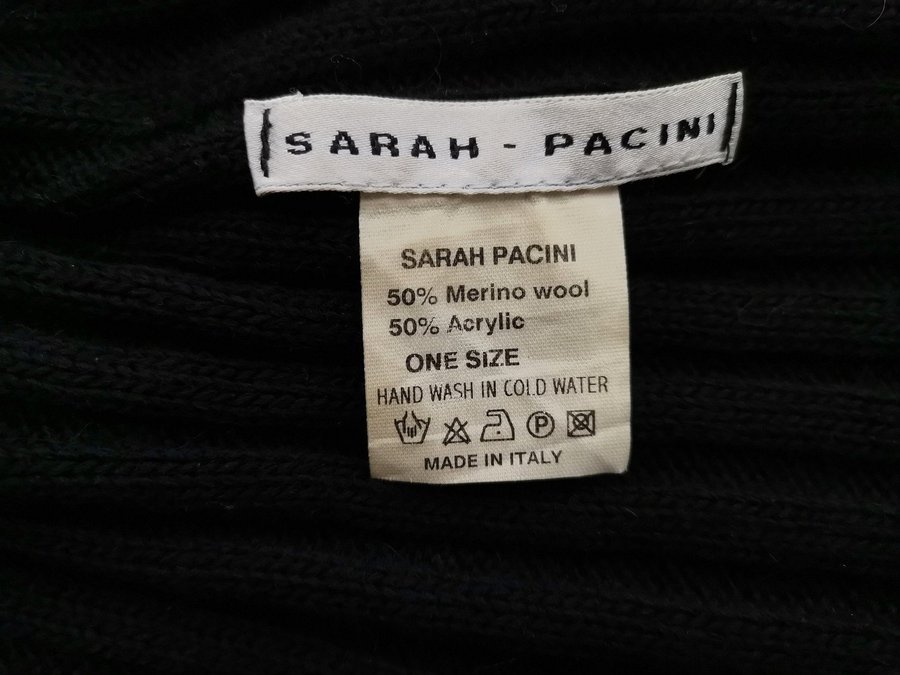 SARAH - PACINI
SARAH PACINI
50% Merino wool
50% Acrylic
ONE SIZE
HAND WASH IN COLD WATER
P
MADE IN ITALY